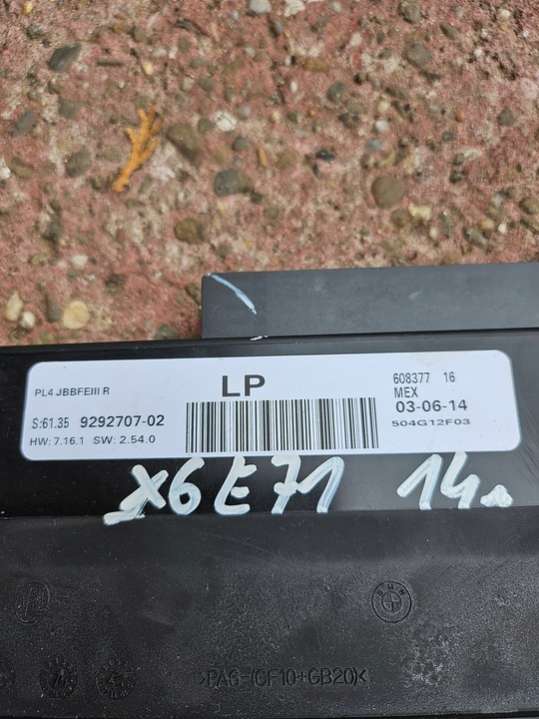 PL4 JBBFEIII R
LP
608377 16
MEX
S:61.35 9292707-02
03-06-14
HW: 7.16.1 SW: 2.54.0
504G12F03
X6 E71 14.
BMW
>PA6-(GF10+GB20)<